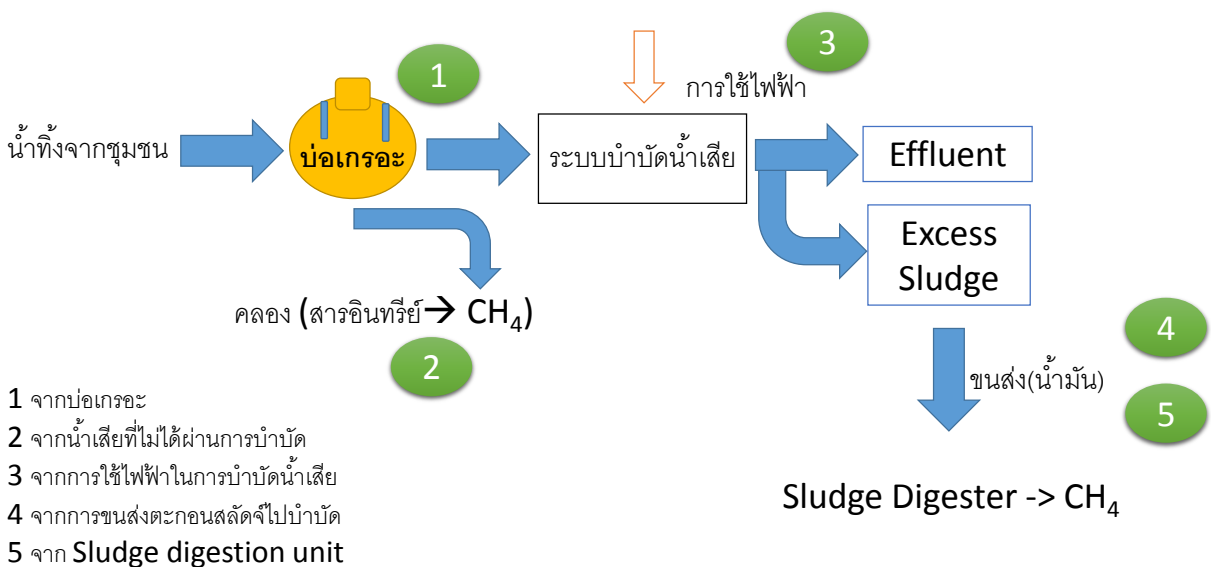 1
3
การใช้ไฟฟ้า
น้ำทิ้งจากชุมชน
บ่อเกรอะ
ระบบบำบัดน้ำเสีย
Effluent
Excess
Sludge
คลอง (สารอินทรีย์→ CH₄)
2
4
ขนส่ง(น้ำมัน)
5
Sludge Digester -> CH₄
1 จากบ่อเกรอะ
2 จากน้ำเสียที่ไม่ได้ผ่านการบำบัด
3 จากการใช้ไฟฟ้าในการบำบัดน้ำเสีย
4 จากการขนส่งตะกอนสลัดจ์ไปบำบัด
5 จาก Sludge digestion unit